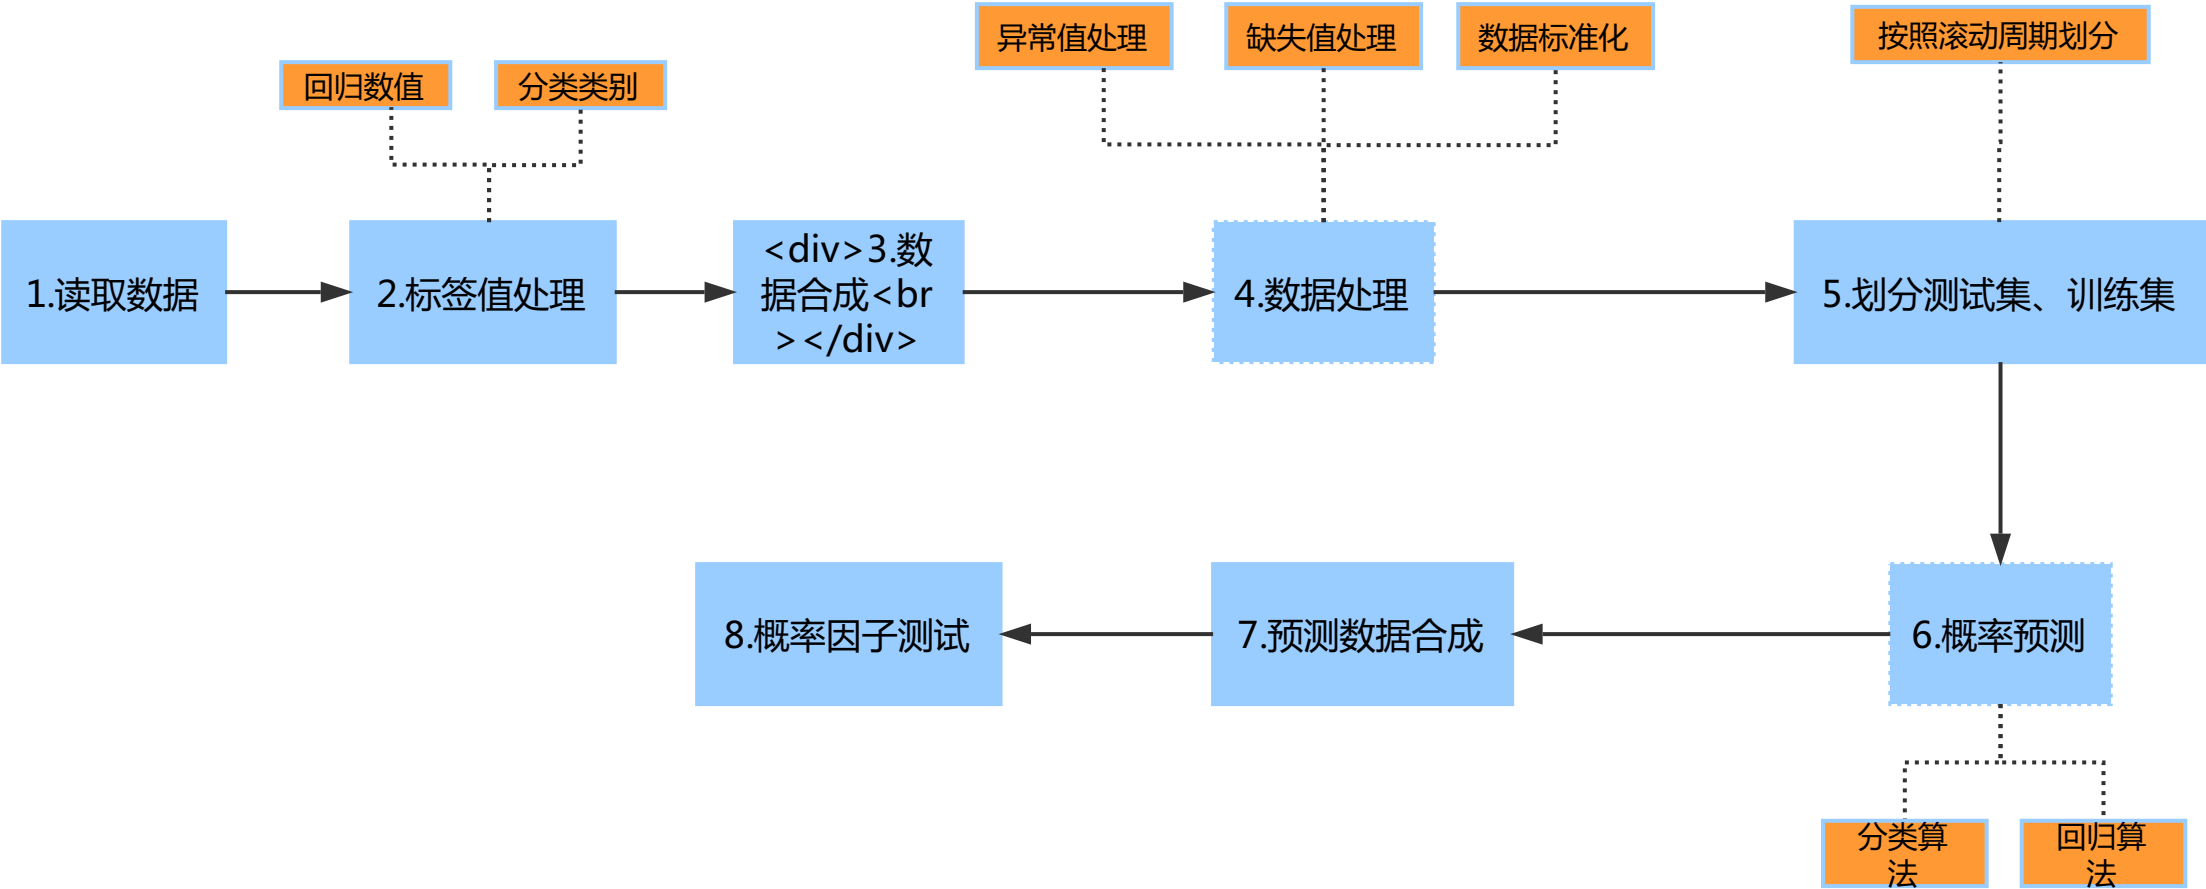 异常值处理
缺失值处理
数据标准化
按照滚动周期划分
回归数值
分类类别
1.读取数据
2.标签值处理
<div>3.数
据合成<br
></div>
4.数据处理
5.划分测试集、训练集
8.概率因子测试
7.预测数据合成
6.概率预测
分类算
法
回归算
法